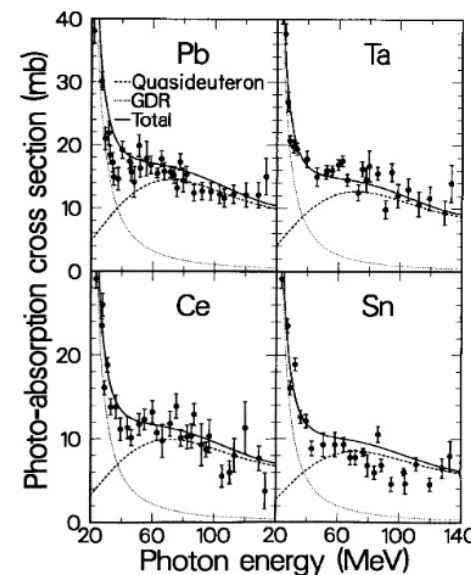 Photo-absorption cross section (mb)
40
30
20
10
0
Pb
Quasideuteron
GDR
Total
Ta
20
10
0
Ce
Sn
20 60 100 20 60 100 140
Photon energy (MeV)